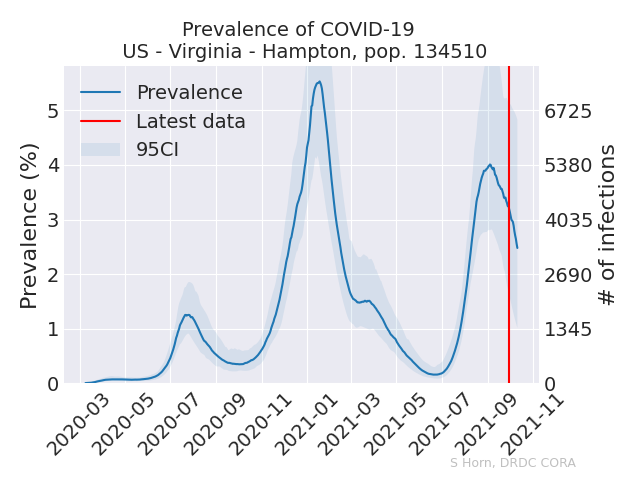 Prevalence of COVID-19
US - Virginia - Hampton, pop. 134510
Prevalence
Latest data
95CI
Prevalence (%)
5
4
3
2
1
0
6725
5380
4035
2690
1345
0
# of infections
2020-03
2020-05
2020-07
2020-09
2020-11
2021-01
2021-03
2021-05
2021-07
2021-09
2021-11
S Horn, DRDC CORA